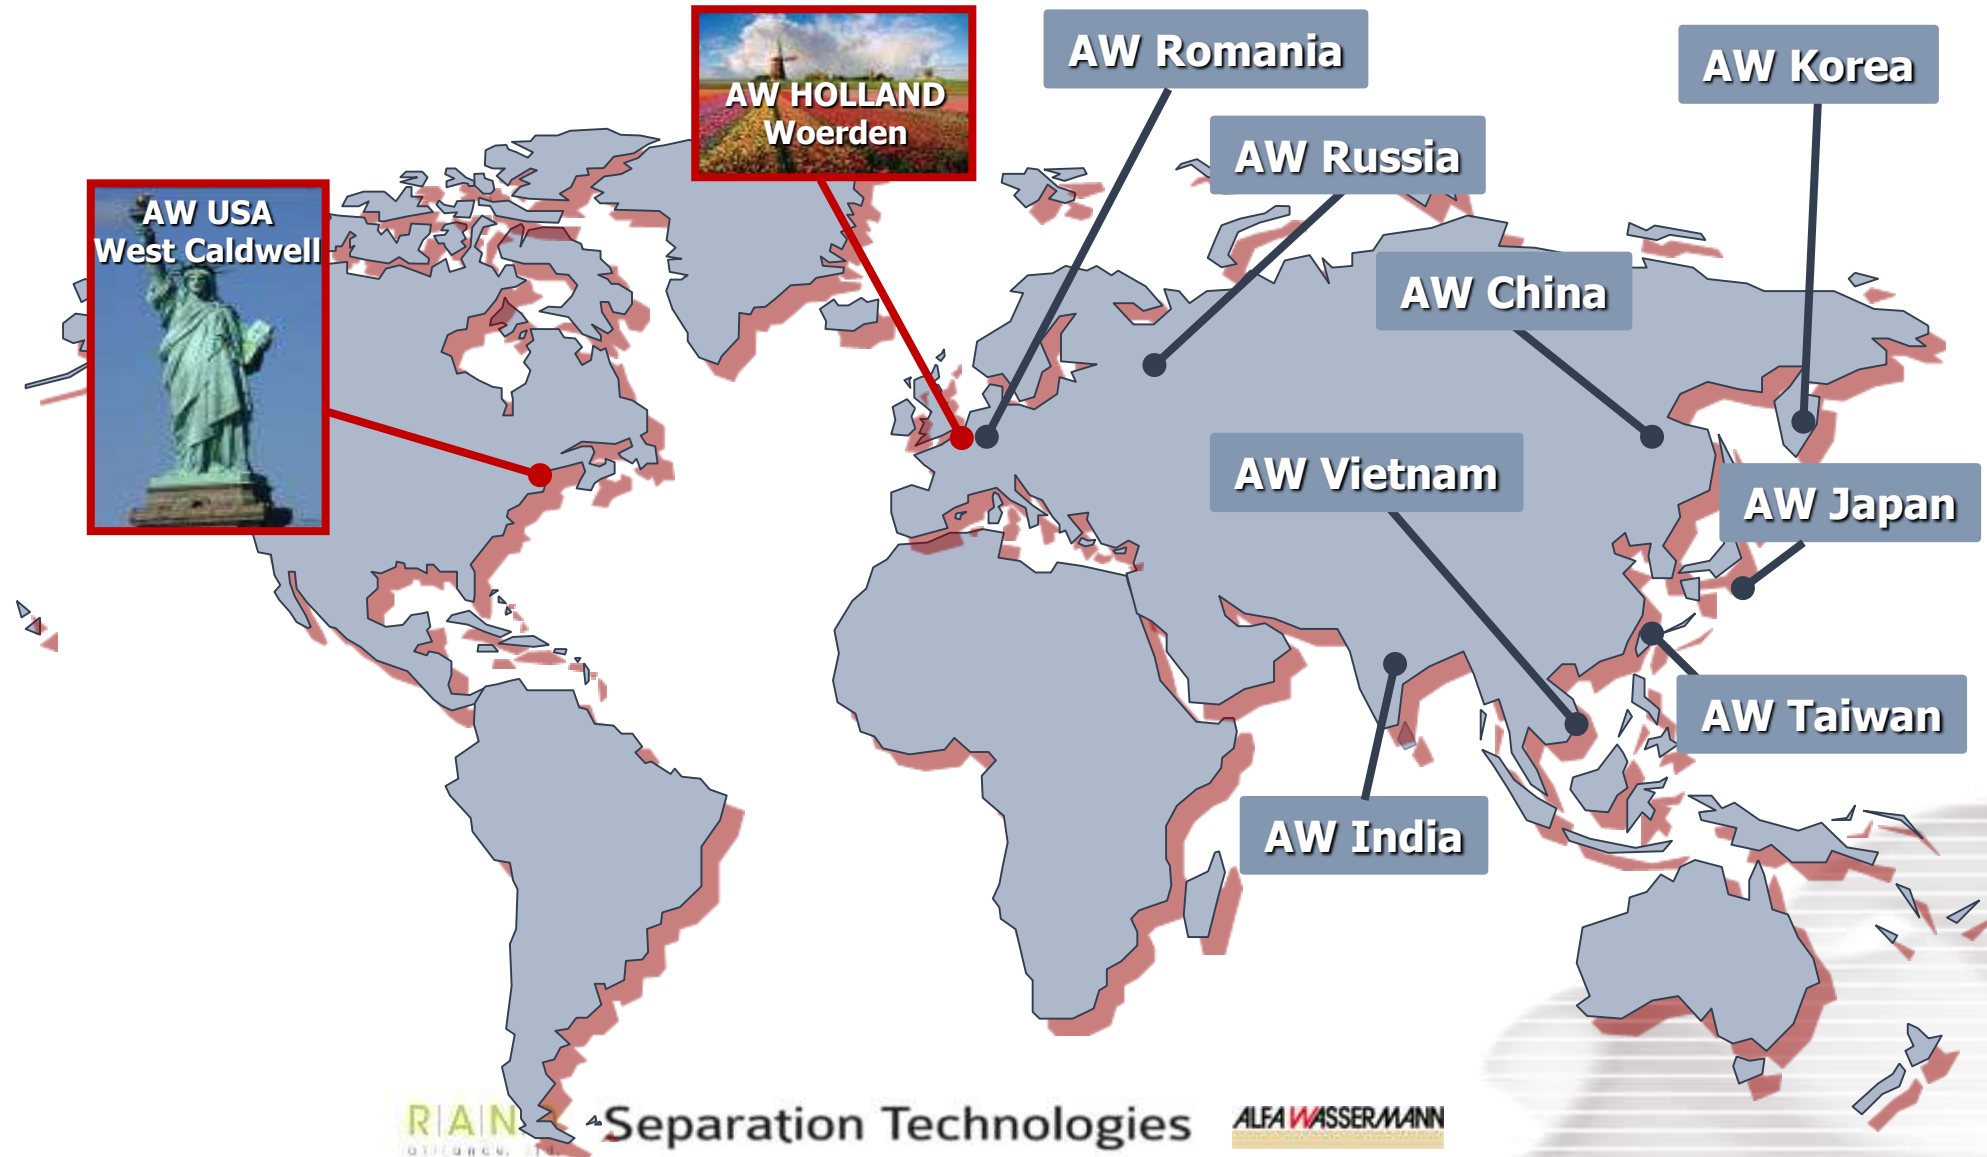 AW HOLLAND
Woerden
AW Romania
AW Korea
AW Russia
AW USA
West Caldwell
AW China
AW Vietnam
AW Japan
AW Taiwan
AW India
R|A|N
Separation Technologies
ALFA WASSERMANN